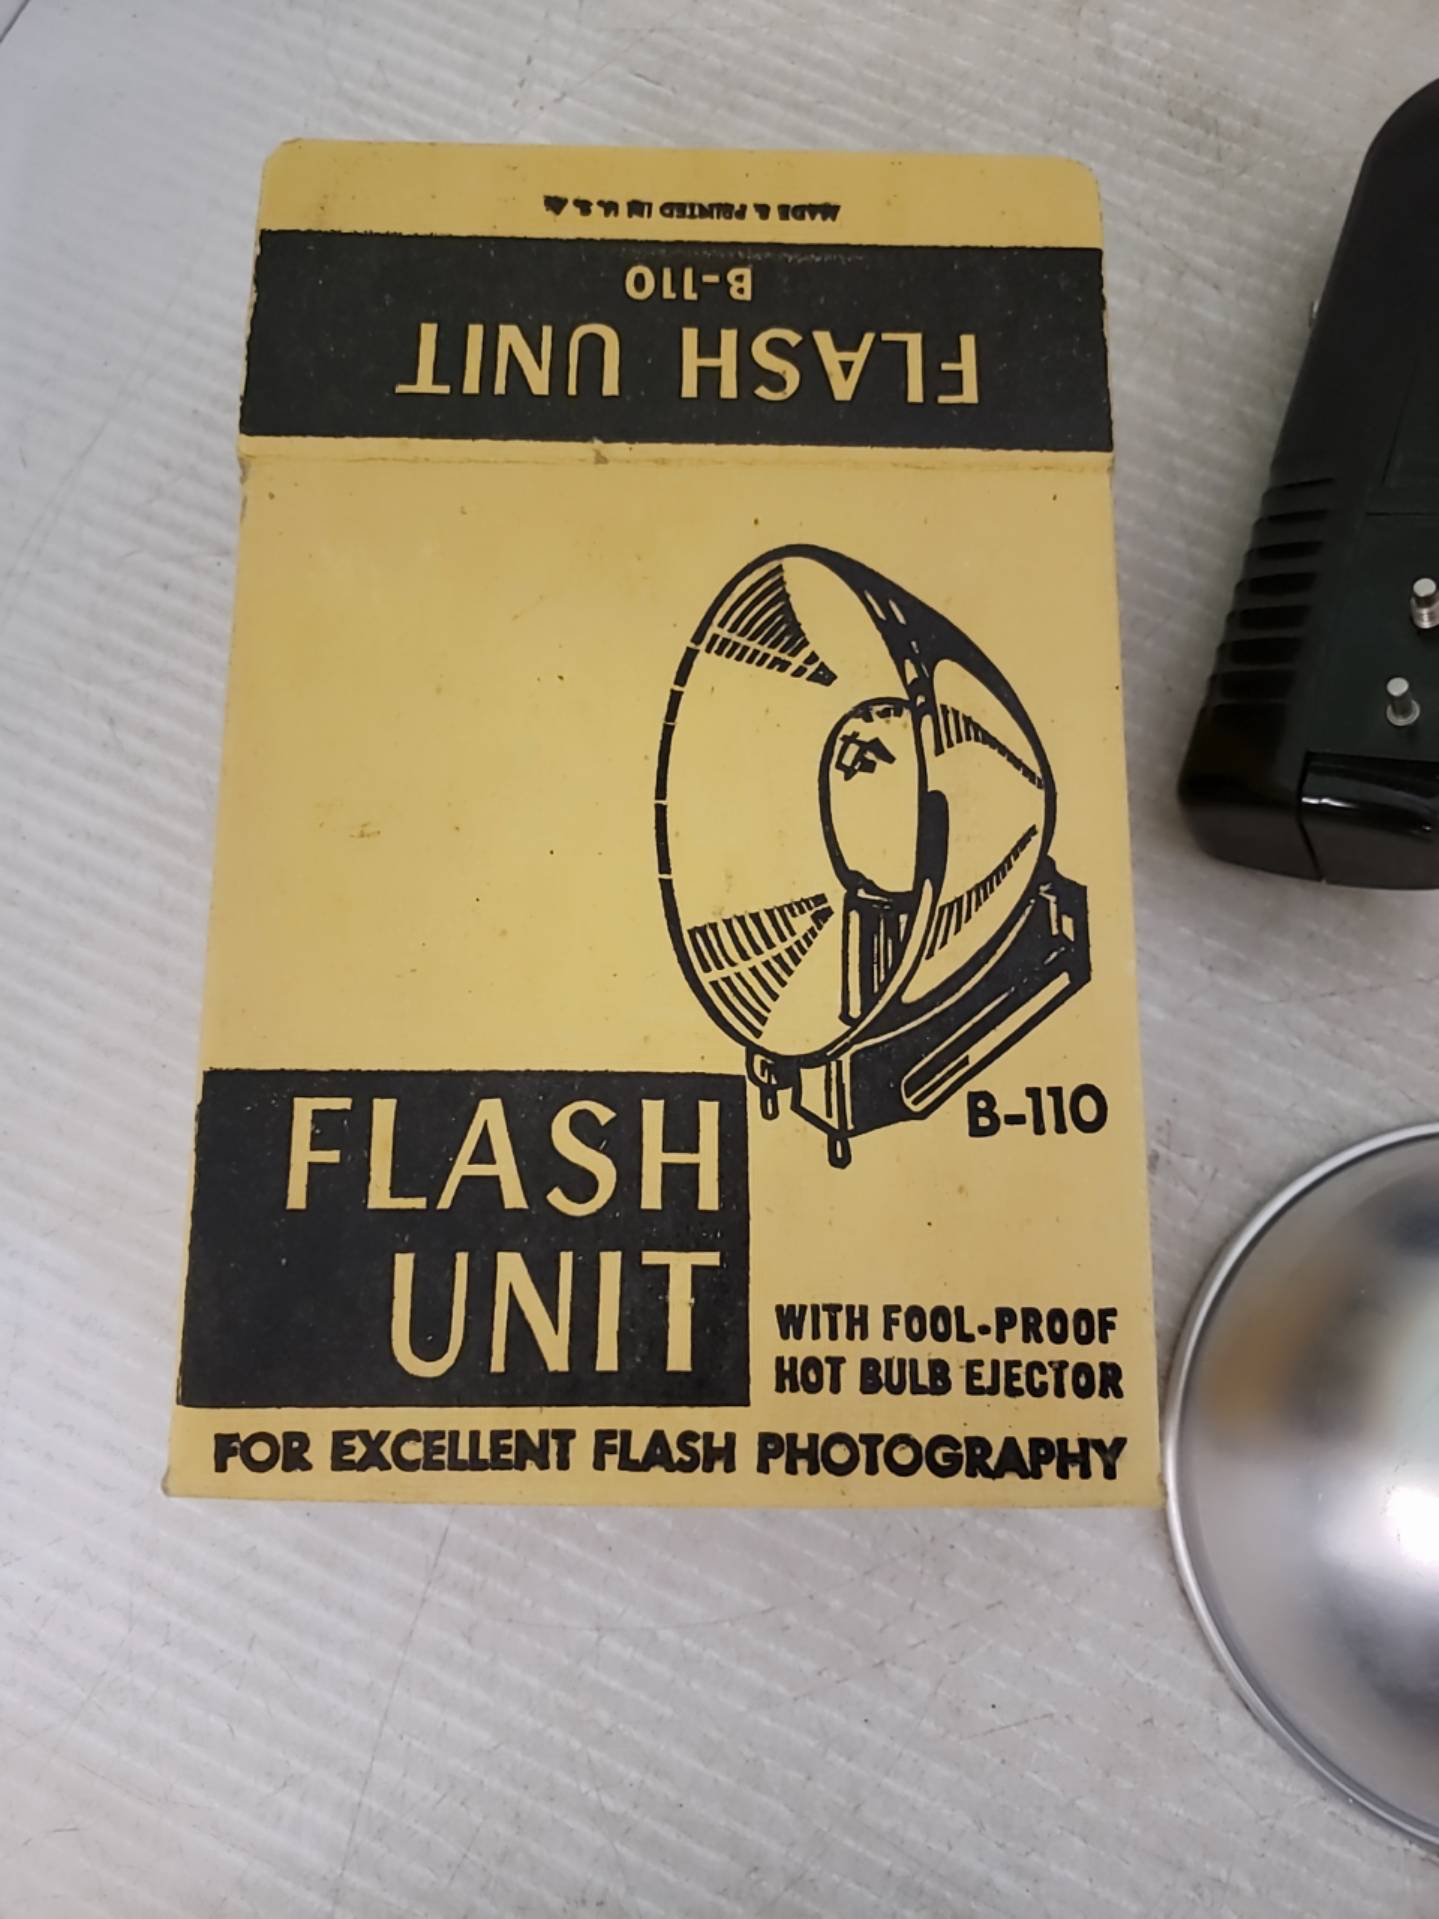 MADE & PRINTED IN U.S.A.
B-110
FLASH UNIT
B-110
FLASH
UNIT
WITH FOOL-PROOF
HOT BULB EJECTOR
FOR EXCELLENT FLASH PHOTOGRAPHY